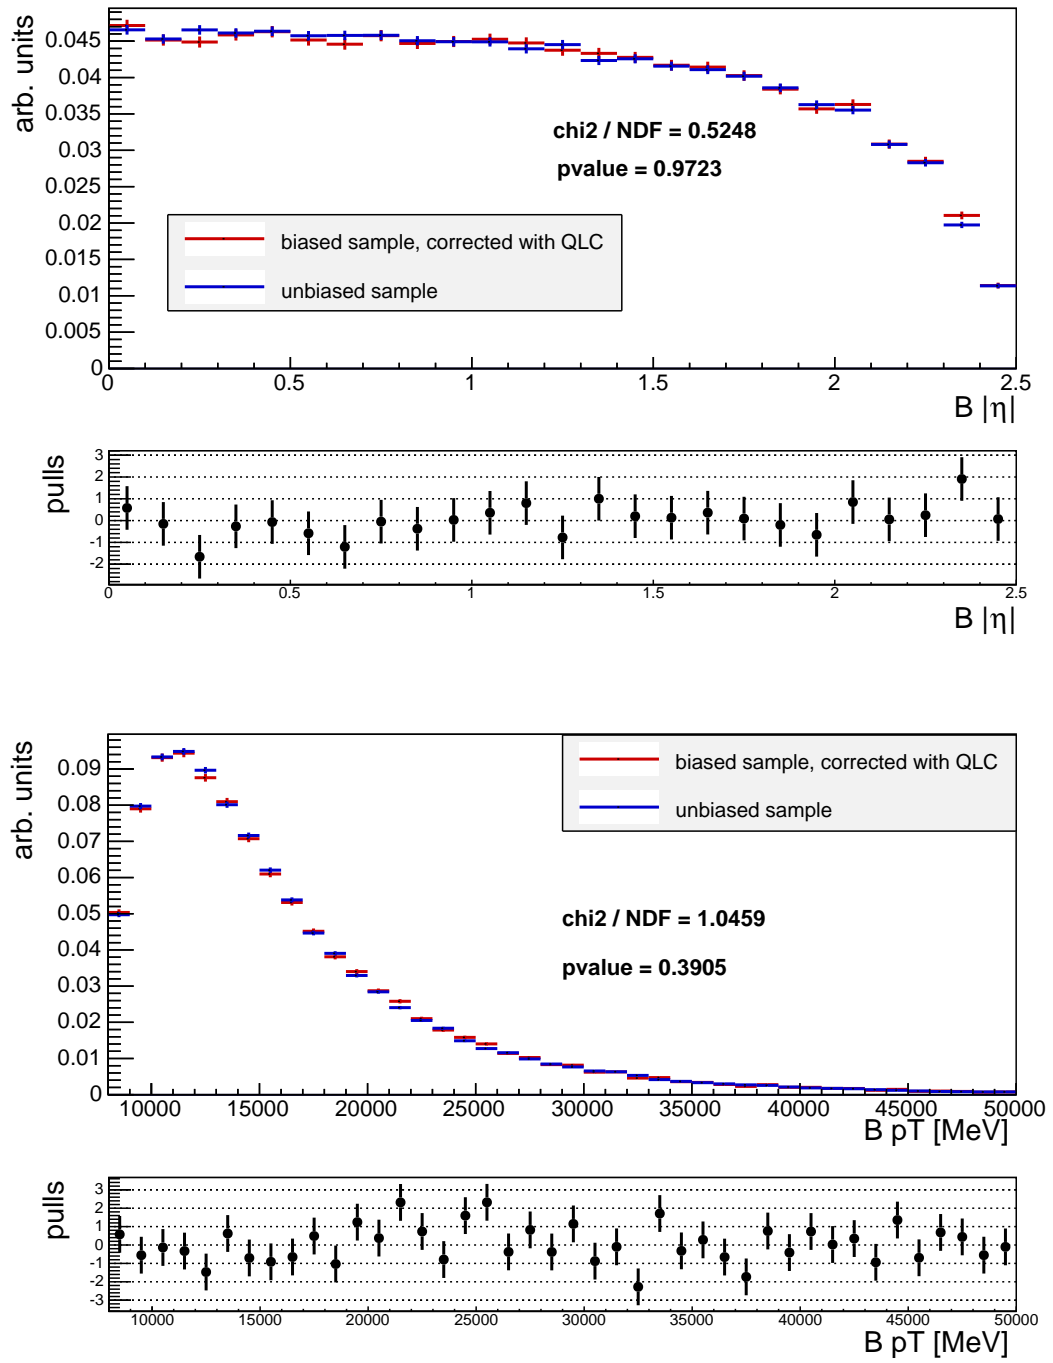 arb. units
0.045
0.04
0.035
0.03
0.025
0.02
0.015
0.01
0.005
0
chi2 / NDF = 0.5248
pvalue = 0.9723
biased sample, corrected with QLC
unbiased sample
0 0.5 1 1.5 2 2.5
B |η|
pulls
3
2
1
0
-1
-2
0 0.5 1 1.5 2 2.5
B |η|
arb. units
0.09
0.08
0.07
0.06
0.05
0.04
0.03
0.02
0.01
0
biased sample, corrected with QLC
unbiased sample
chi2 / NDF = 1.0459
pvalue = 0.3905
10000 15000 20000 25000 30000 35000 40000 45000 50000
B pT [MeV]
pulls
3
2
1
0
-1
-2
-3
10000 15000 20000 25000 30000 35000 40000 45000 50000
B pT [MeV]